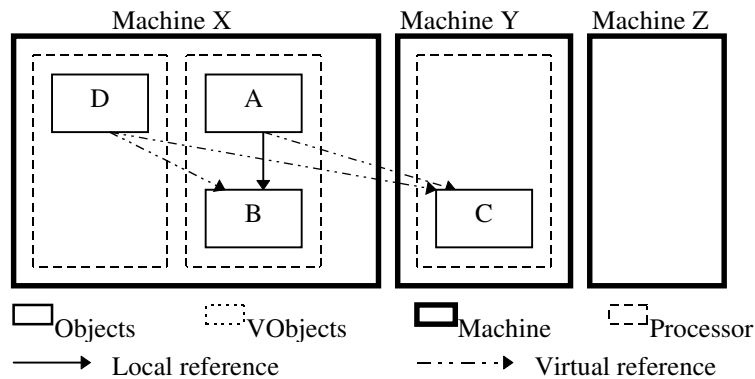 Machine X Machine Y Machine Z
D A
B C
Objects VObjects Machine Processor
Local reference Virtual reference